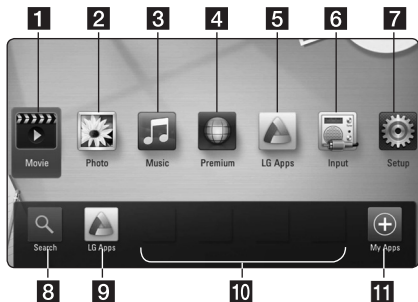 1 2 3 4 5 6 7
Movie Photo Music Premium LG Apps Input Setup
Search LG Apps My Apps
8 9 10 11